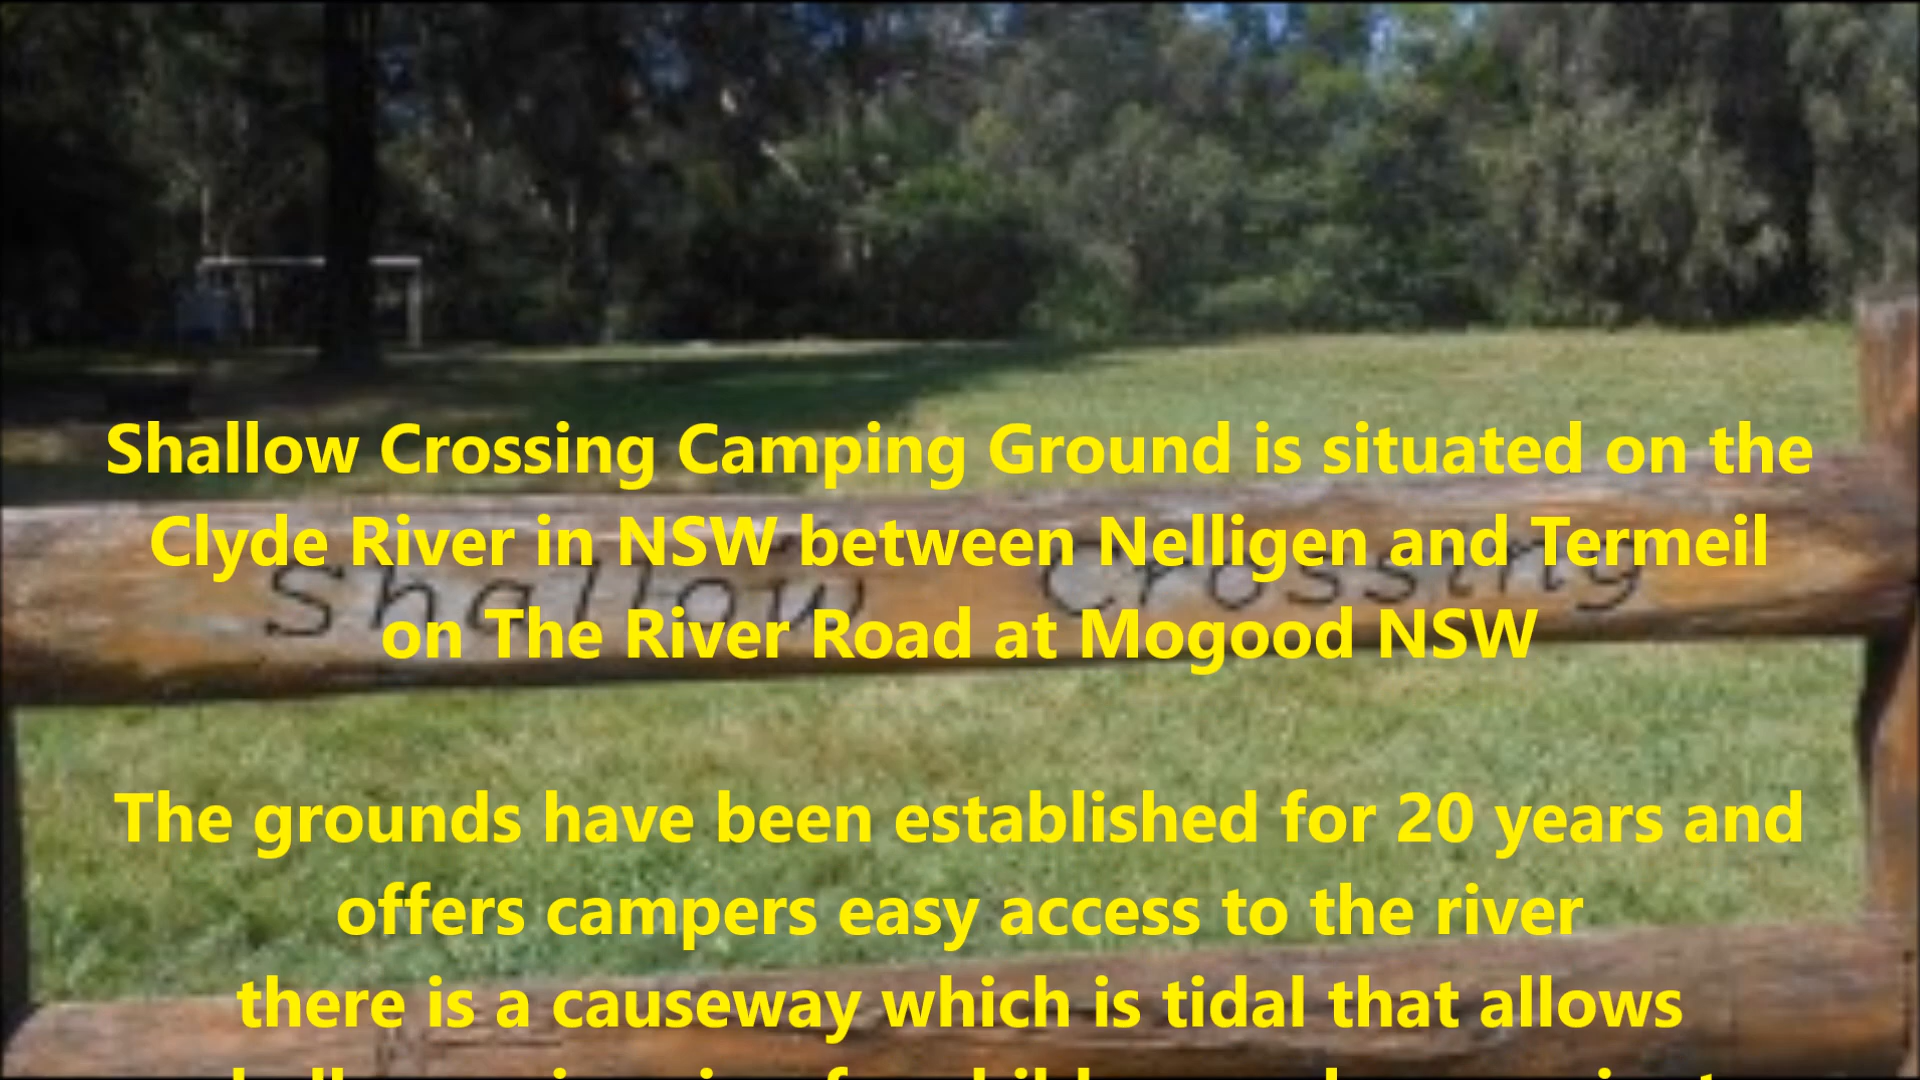 Shallow Crossing Camping Ground is situated on the
Clyde River in NSW between Nelligen and Termeil
Shallow Crossing
on The River Road at Mogood NSW
The grounds have been established for 20 years and
offers campers easy access to the river
there is a causeway which is tidal that allows